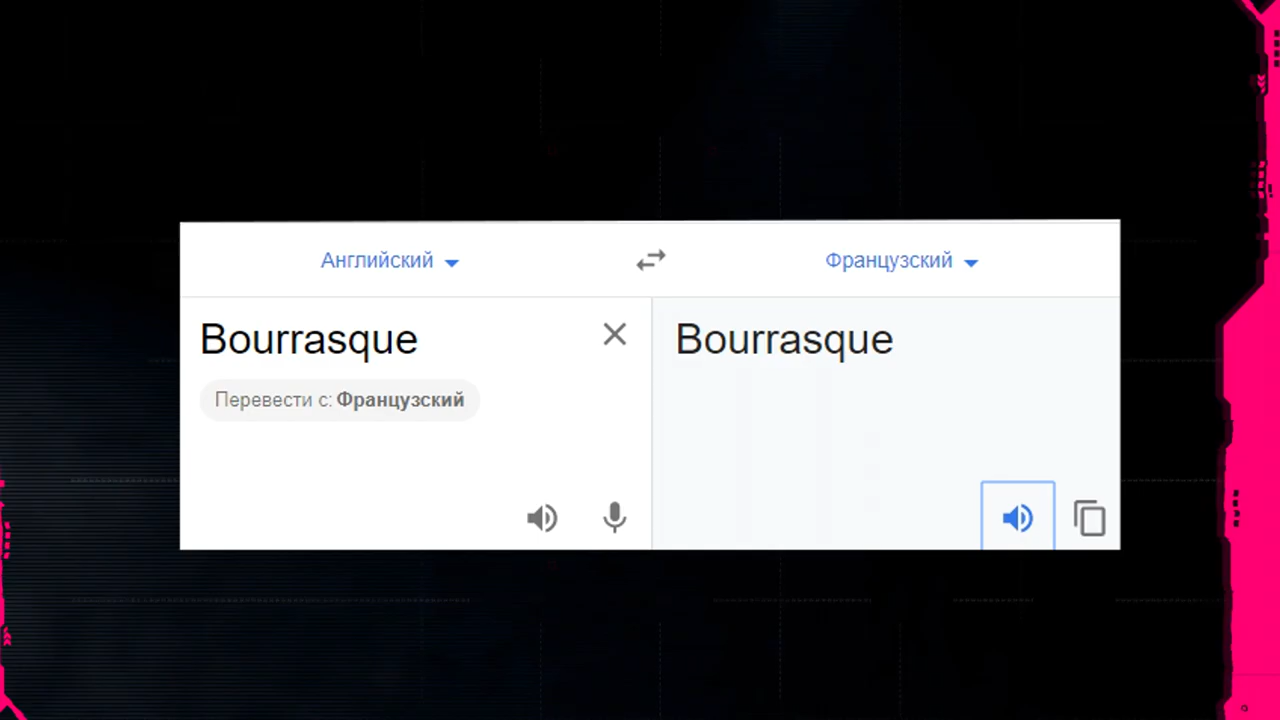 Английский
Французский
Bourrasque
Bourrasque
Перевести с: Французский